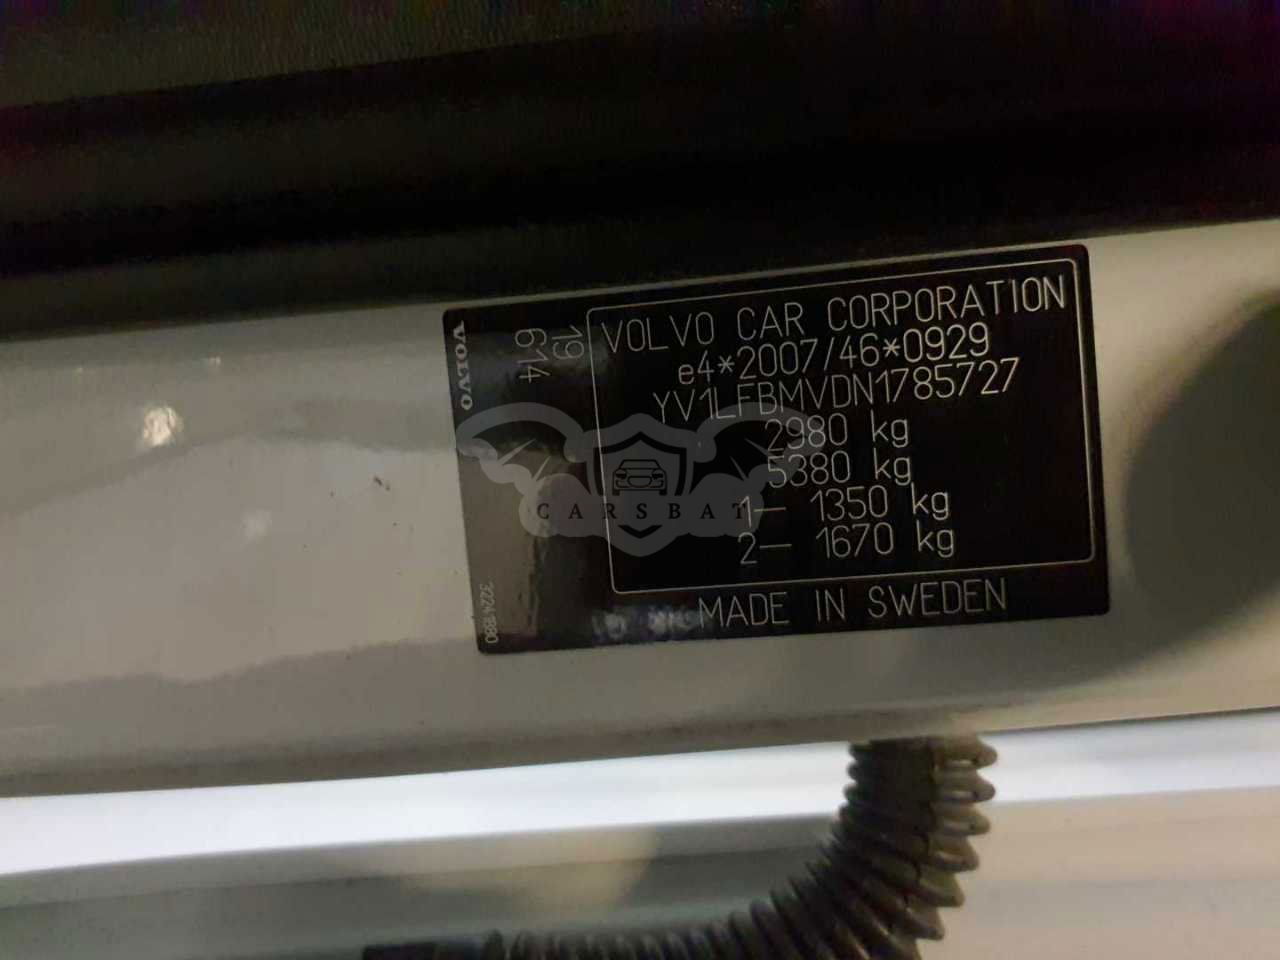 VOLVO
19
614
VOLVO CAR CORPORATION
e4*2007/46*0929
YV1LFBMVDN1785727
2980 kg
5380 kg
1— 1350 kg
2— 1670 kg
CARSBAT
MADE IN SWEDEN